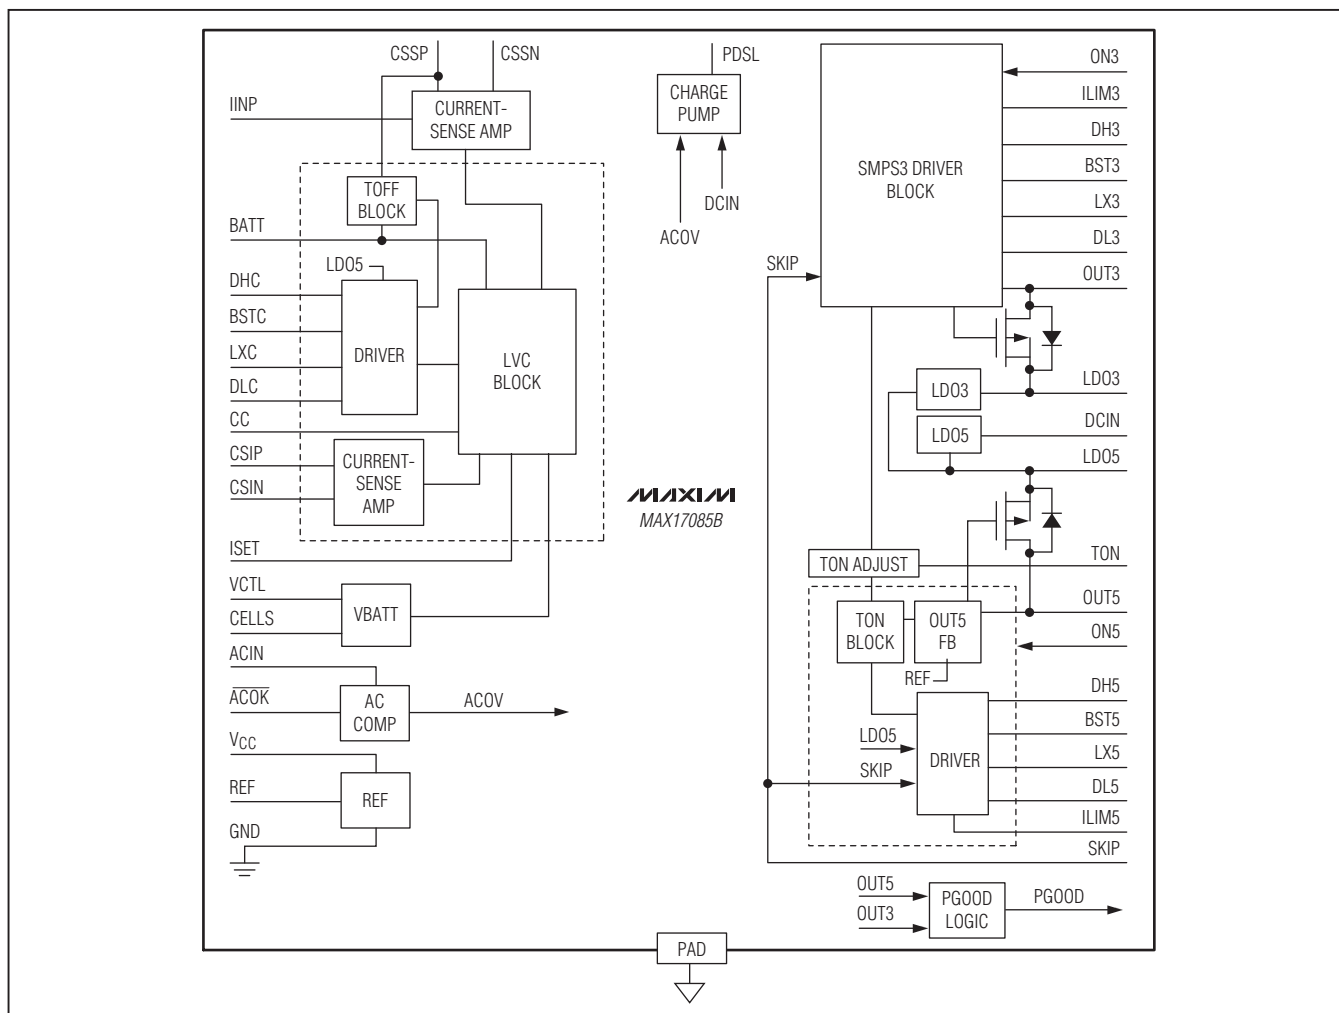 CSSP
CSSN
IINP
CURRENT-
SENSE AMP
TOFF
BLOCK
BATT
LDO5
DHC
BSTC
LXC
DLC
CC
CSIP
CSIN
DRIVER
LVC
BLOCK
CURRENT-
SENSE
AMP
ISET
VCTL
CELLS
VBATT
ACIN
ACOK
AC
COMP
ACOV
VCC
REF
REF
GND
PDSL
CHARGE
PUMP
DCIN
ACOV
MAXIM
MAX17085B
SMPS3 DRIVER
BLOCK
SKIP
ON3
ILIM3
DH3
BST3
LX3
DL3
OUT3
LDO3
LDO3
DCIN
LDO5
LDO5
TON ADJUST
TON
TON
BLOCK
OUT5
FB
REF
OUT5
ON5
LDO5
SKIP
DRIVER
DH5
BST5
LX5
DL5
ILIM5
SKIP
OUT5
OUT3
PGOOD
LOGIC
PGOOD
PAD